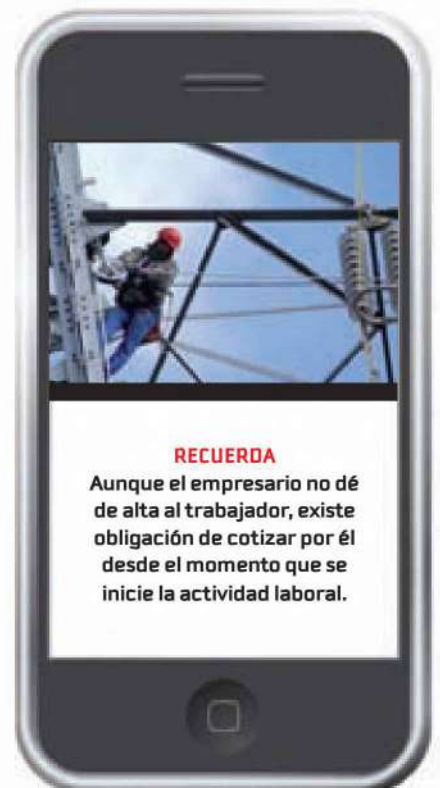 RECUERDA
Aunque el empresario no dé
de alta al trabajador, existe
obligación de cotizar por él
desde el momento que se
inicie la actividad laboral.